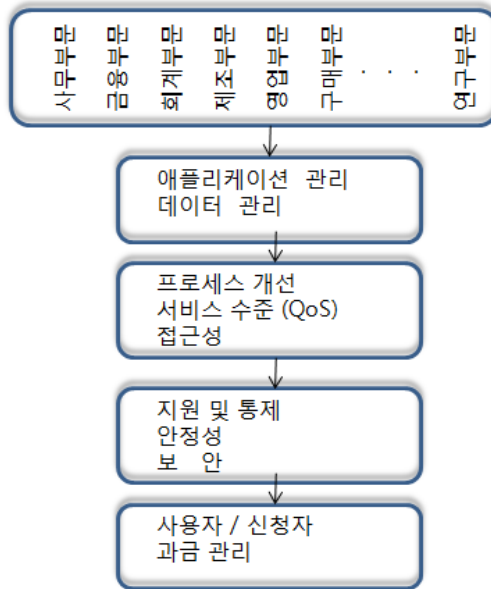 사무부문
금융부문
회계부문
제조부문
영업부문
구매부문
· · ·
연구부문
애플리케이션 관리
데이터 관리
프로세스 개선
서비스 수준 (QoS)
접근성
지원 및 통제
안정성
보 안
사용자 / 신청자
과금 관리